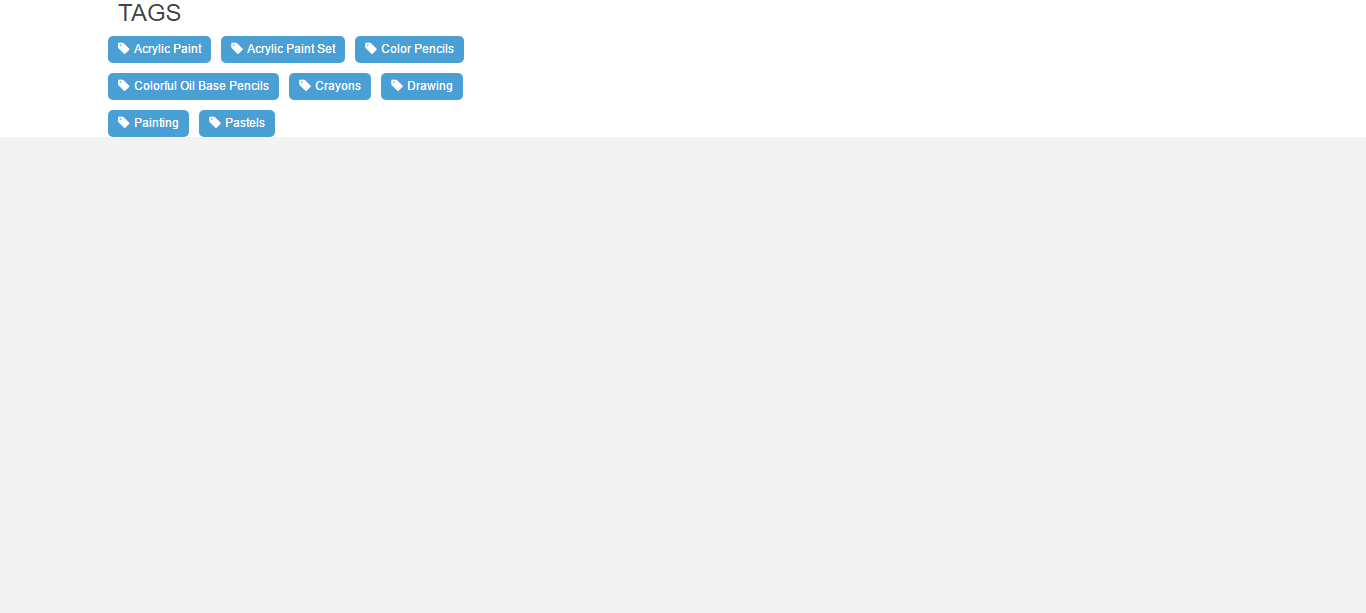 TAGS
Acrylic Paint Acrylic Paint Set Color Pencils
Colorful Oil Base Pencils Crayons Drawing
Painting Pastels